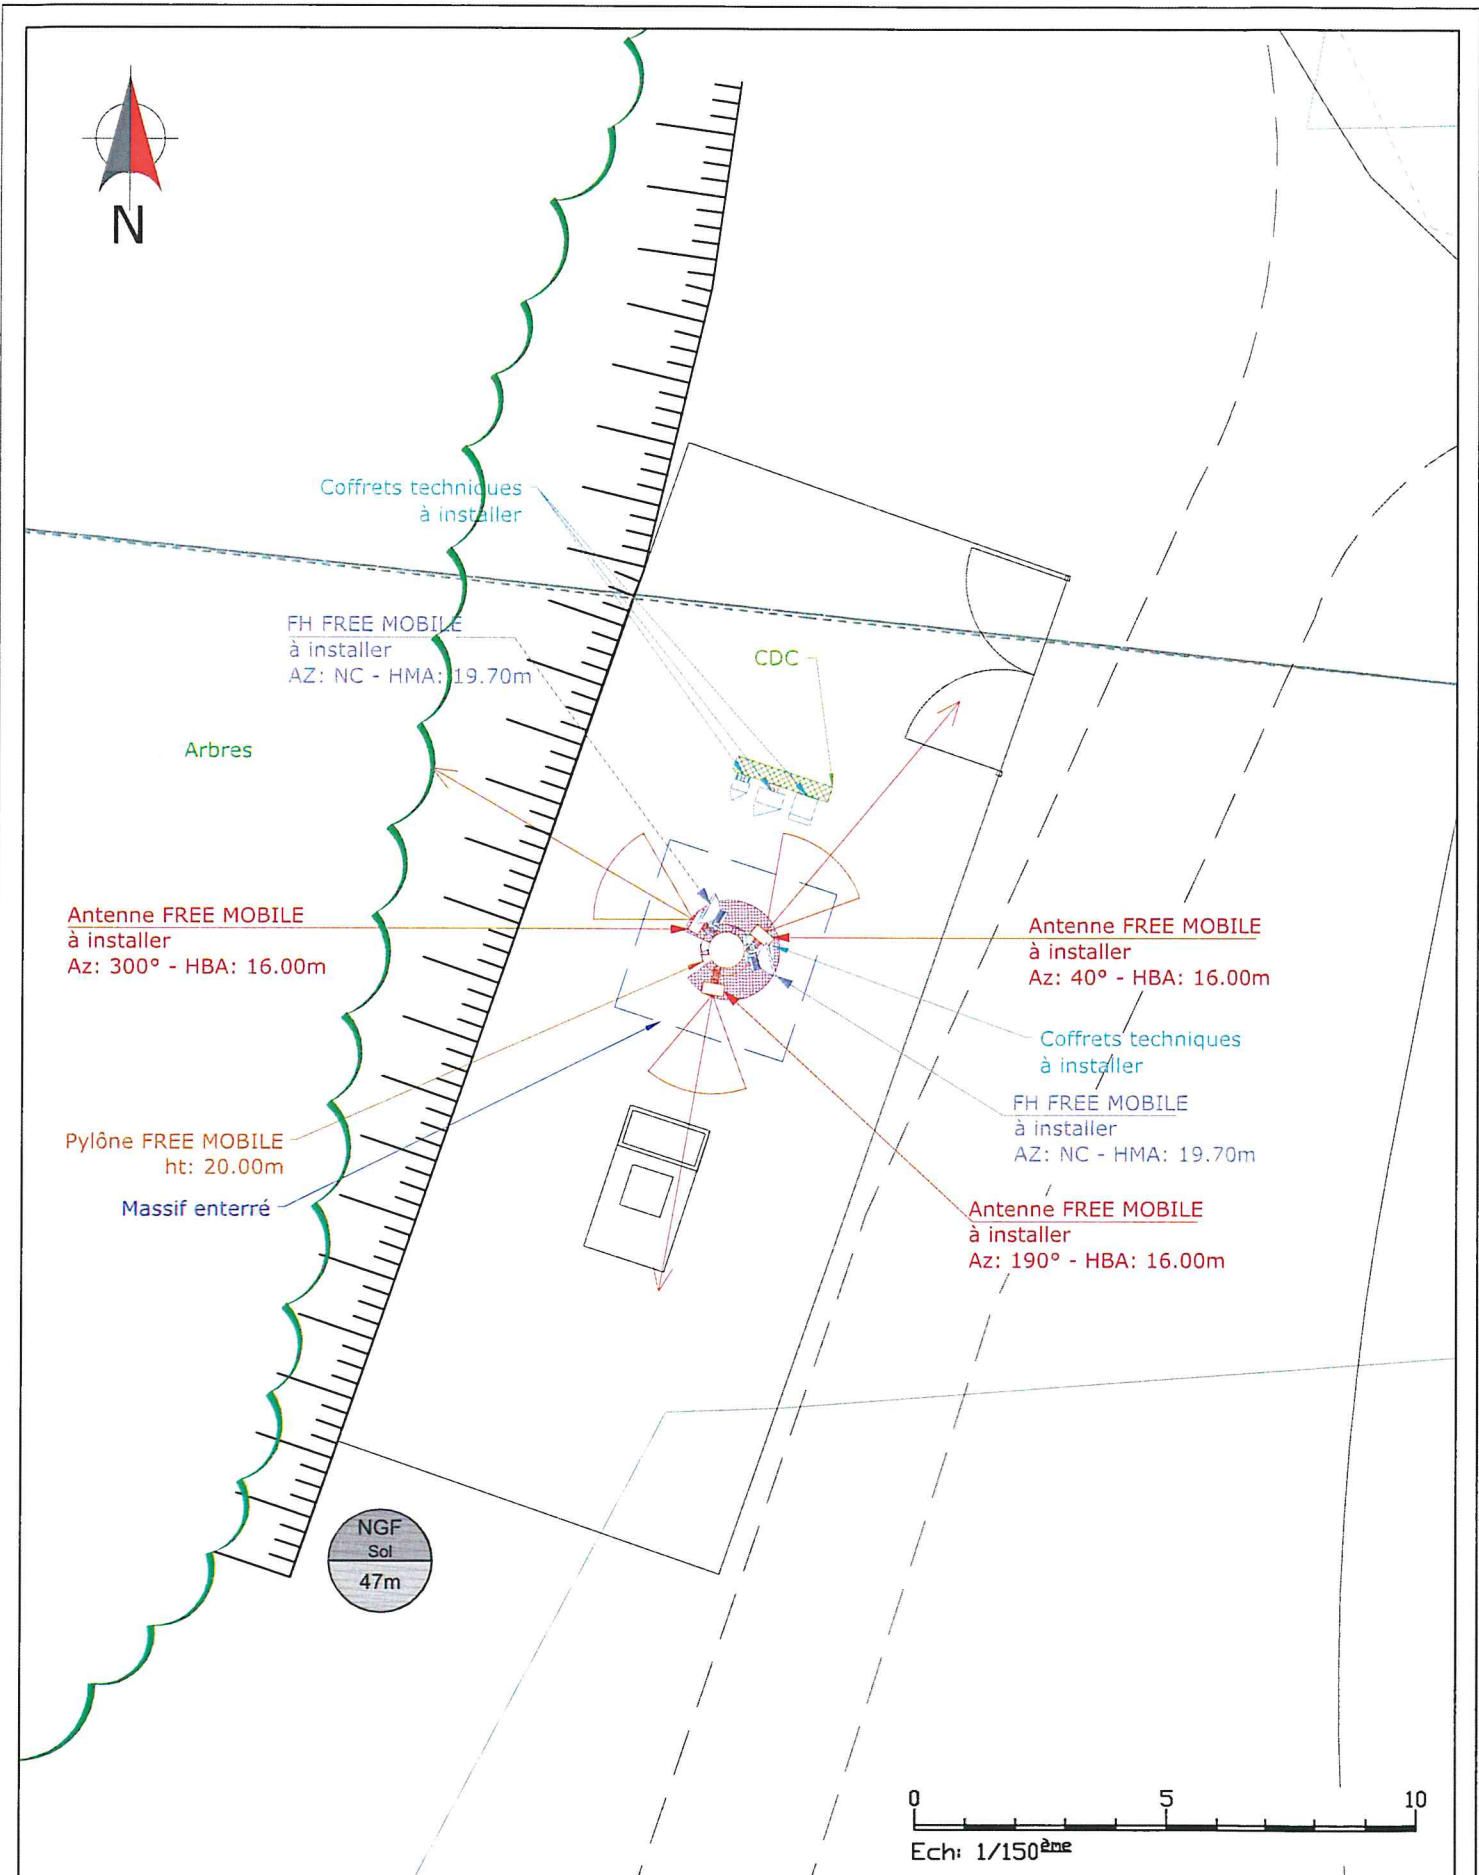 N
Coffrets techniques
à installer
FH FREE MOBILE
à installer
AZ: NC - HMA: 19.70m
CDC
Arbres
Antenne FREE MOBILE
à installer
Az: 300° - HBA: 16.00m
Antenne FREE MOBILE
à installer
Az: 40° - HBA: 16.00m
Coffrets techniques
à installer
FH FREE MOBILE
à installer
AZ: NC - HMA: 19.70m
Pylône FREE MOBILE
ht: 20.00m
Massif enterré
Antenne FREE MOBILE
à installer
Az: 190° - HBA: 16.00m
NGF
Sol
47m
0 5 10
Ech: 1/150ème